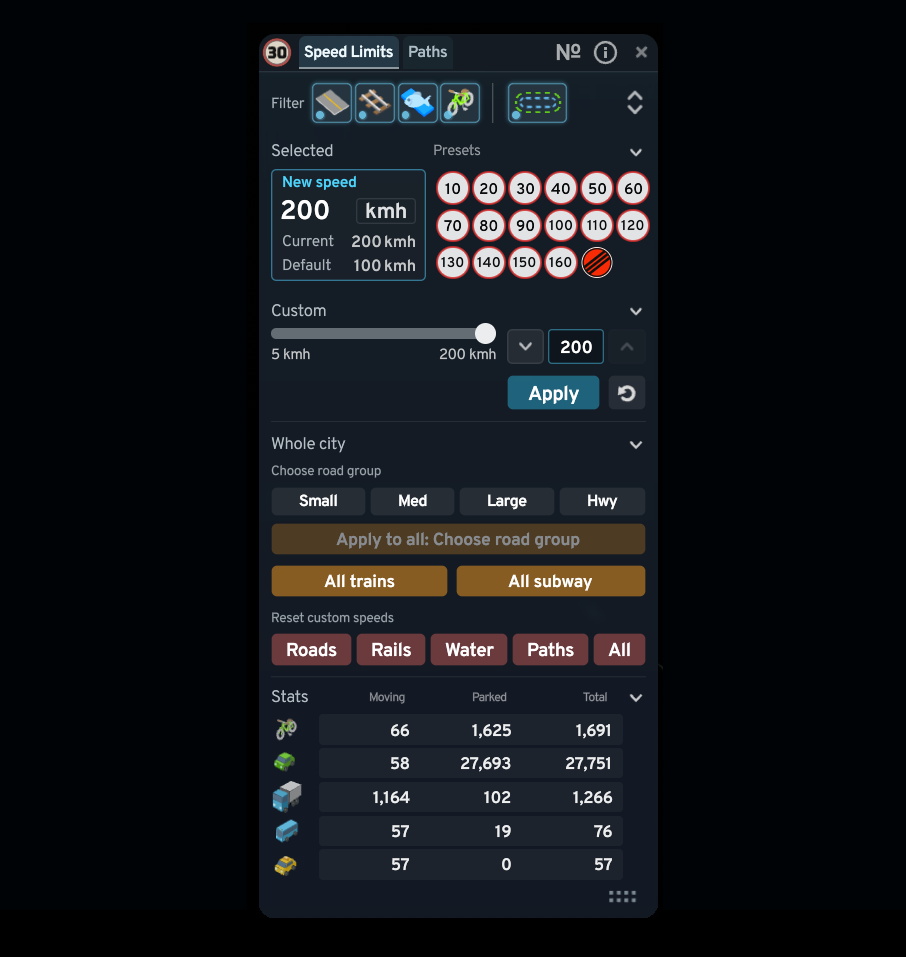 30 Speed Limits Paths №
Filter
Selected Presets
New speed
200 kmh
Current 200 kmh
Default 100 kmh
10 20 30 40 50 60
70 80 90 100 110 120
130 140 150 160
Custom
5 kmh 200 kmh
200
Apply
Whole city
Choose road group
Small Med Large Hwy
Apply to all: Choose road group
All trains All subway
Reset custom speeds
Roads Rails Water Paths All
Stats Moving Parked Total
66 1,625 1,691
58 27,693 27,751
1,164 102 1,266
57 19 76
57 0 57